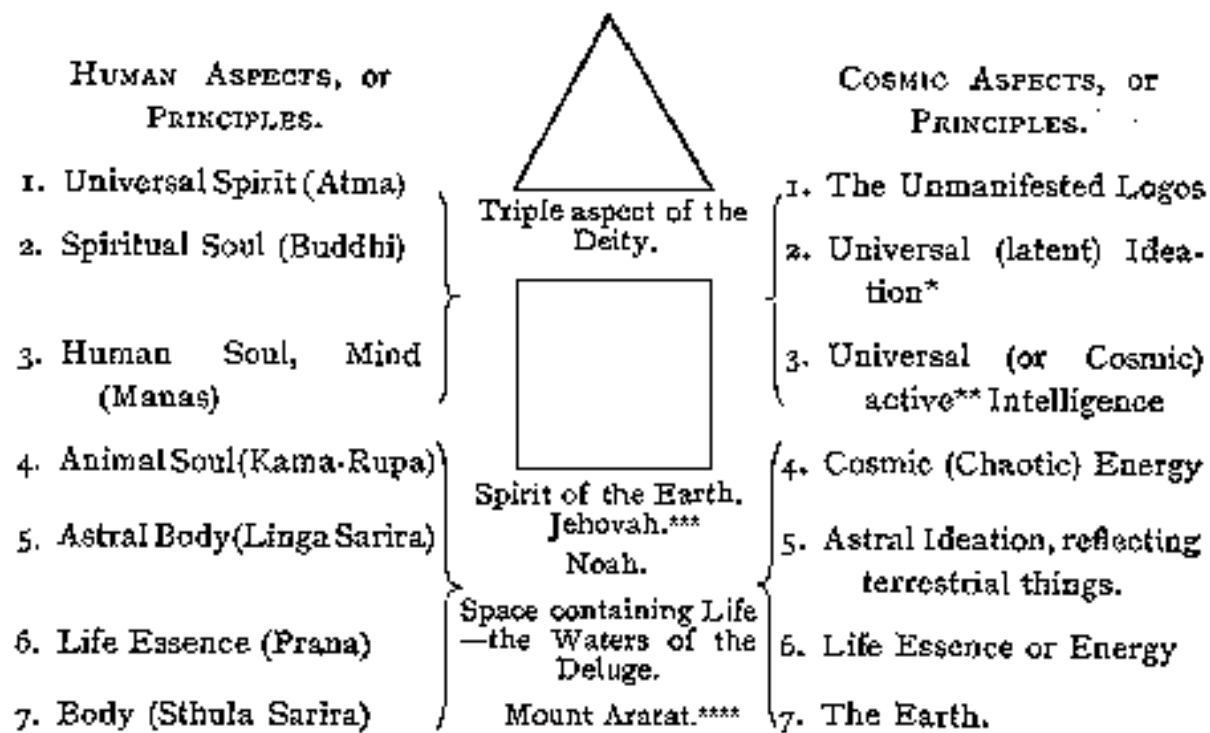 HUMAN ASPECTS, or
PRINCIPLES.
1. Universal Spirit (Atma)
2. Spiritual Soul (Buddhi)
3. Human Soul, Mind
(Manas)
4. Animal Soul (Kama-Rupa)
5. Astral Body (Linga Sarira)
6. Life Essence (Prana)
7. Body (Sthula Sarira)
Triple aspect of the
Deity.
Spirit of the Earth.
Jehovah.***
Noah.
Space containing Life
—the Waters of the
Deluge.
Mount Ararat.****
COSMIC ASPECTS, or
PRINCIPLES.
1. The Unmanifested Logos
2. Universal (latent) Idea-
tion*
3. Universal (or Cosmic)
active** Intelligence
4. Cosmic (Chaotic) Energy
5. Astral Ideation, reflecting
terrestrial things.
6. Life Essence or Energy
7. The Earth.